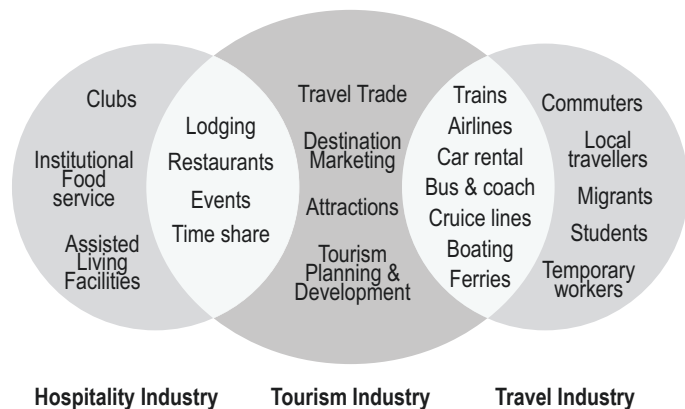 Clubs
Institutional
Food
service
Assisted
Living
Facilities
Lodging
Restaurants
Events
Time share
Travel Trade
Destination
Marketing
Attractions
Tourism
Planning &
Development
Trains
Airlines
Car rental
Bus & coach
Cruice lines
Boating
Ferries
Commuters
Local
travellers
Migrants
Students
Temporary
workers
Hospitality Industry
Tourism Industry
Travel Industry